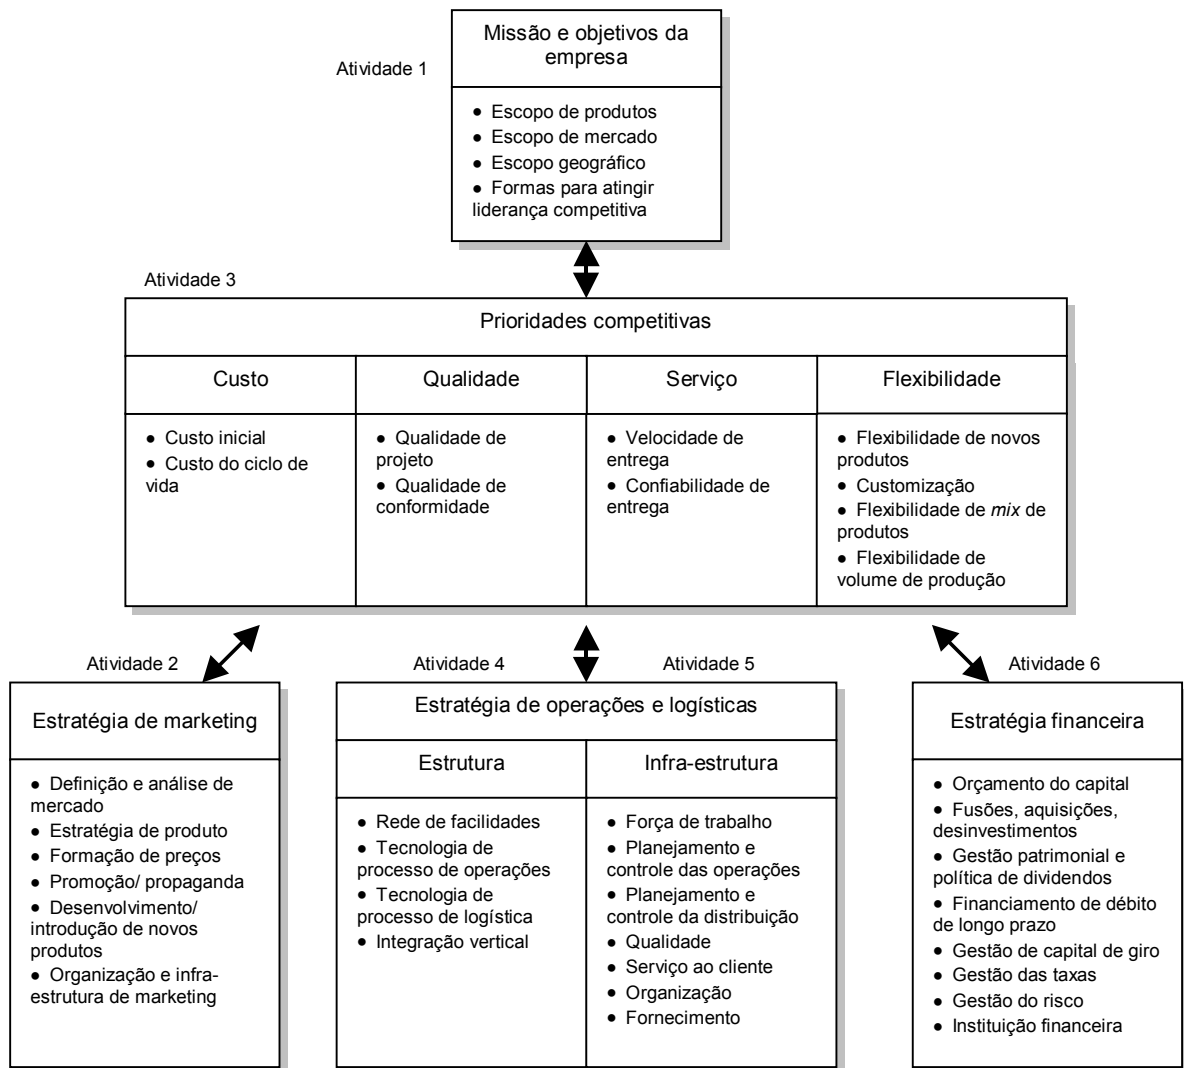 Missão e objetivos da
empresa
Atividade 1
● Escopo de produtos
● Escopo de mercado
● Escopo geográfico
● Formas para atingir
liderança competitiva
Atividade 3
Prioridades competitivas
Custo
● Custo inicial
● Custo do ciclo de
vida
Qualidade
● Qualidade de
projeto
● Qualidade de
conformidade
Serviço
● Velocidade de
entrega
● Confiabilidade de
entrega
Flexibilidade
● Flexibilidade de novos
produtos
● Customização
● Flexibilidade de mix de
produtos
● Flexibilidade de
volume de produção
Atividade 2
Estratégia de marketing
● Definição e análise de
mercado
● Estratégia de produto
● Formação de preços
● Promoção/ propaganda
● Desenvolvimento/
introdução de novos
produtos
● Organização e infra-
estrutura de marketing
Atividade 4
Atividade 5
Estratégia de operações e logísticas
Estrutura
● Rede de facilidades
● Tecnologia de
processo de operações
● Tecnologia de
processo de logística
● Integração vertical
Infra-estrutura
● Força de trabalho
● Planejamento e
controle das operações
● Planejamento e
controle da distribuição
● Qualidade
● Serviço ao cliente
● Organização
● Fornecimento
Atividade 6
Estratégia financeira
● Orçamento do capital
● Fusões, aquisições,
desinvestimentos
● Gestão patrimonial e
política de dividendos
● Financiamento de débito
de longo prazo
● Gestão de capital de giro
● Gestão das taxas
● Gestão do risco
● Instituição financeira